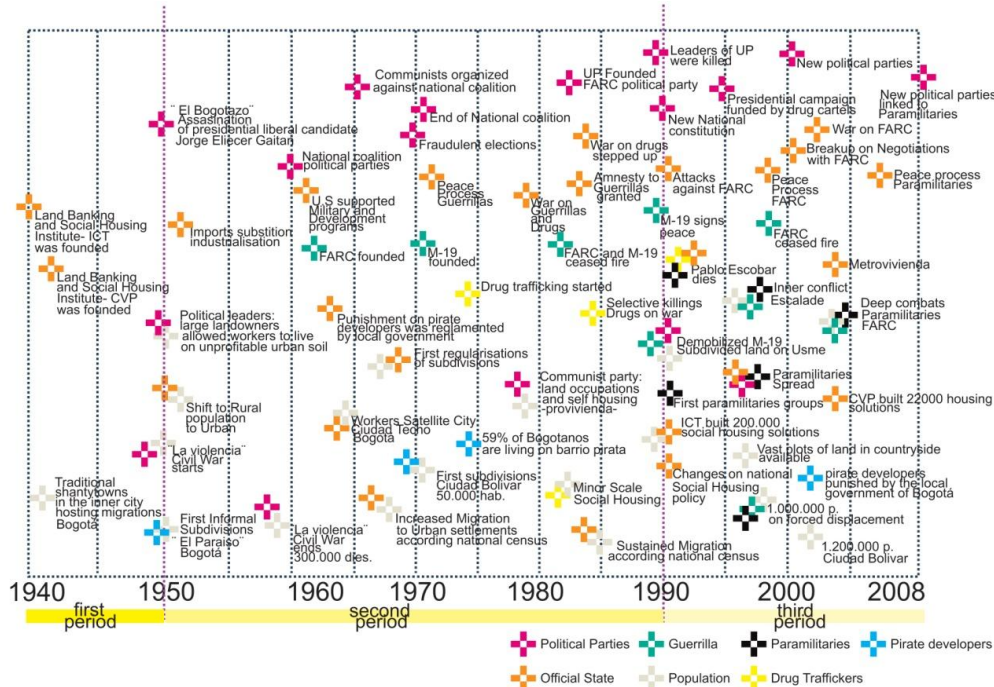 Leaders of UP
were killed
New political parties
Communists organized
against national coalition
UP Founded
FARC political party
New political parties
linked to
Paramilitaries
Presidential campaign
funded by drug cartels
¨ El Bogotazo¨
Assasination
of presidential liberal candidate
Jorge Eliecer Gaitan
End of National coalition
New National
constitution
War on FARC
Fraudulent elections
War on drugs
stepped up
Breakup on Negotiations
with FARC
National coalition
political parties
Peace
Process
Guerrillas
Amnesty to
Guerrillas
granted
Attacks
against FARC
Peace
Process
FARC
Peace process
Paramilitaries
U.S supported
Military and
Development
programs
War on
Guerrillas
and
Drugs
Land Banking
and Social Housing
Institute- ICT
was founded
Imports substition
industrialisation
M-19 signs
peace
FARC
ceased fire
FARC founded
M-19
founded
FARC and M-19
ceased fire
Metrovivienda
Pablo Escobar
dies
Land Banking
and Social Housing
Institute- CVP
was founded
Drug trafficking started
Inner conflict
Escalade
Selective killings
Drugs on war
Deep combats
Paramilitaries
FARC
Political leaders:
large landowners
allowed workers to live
on unprofitable urban soil
Punishment on pirate
developers was reglamented
by local government
Demobilized M-19
Subdivided land on Usme
First regularisations
of subdivisions
Communist party:
land occupations
and self housing
-provivienda-
Paramilitaries
Spread
First paramilitaries groups
CVP built 22000 housing
solutions
Shift to Rural
population
to Urban
Workers Satellite City
Ciudad Techo
Bogotá
ICT built 200.000
social housing solutions
59% of Bogotanos
are living on barrio pirata
¨La violencia¨
Civil War
starts
Vast plots of land in countryside
available
First subdivisions
Ciudad Bolivar
50.000 hab.
Changes on national
Social Housing
policy
pirate developers
punished by the local
government of Bogotá
Traditional
shantytowns
in the inner city
hosting migrations
Bogotá
Minor Scale
Social Housing
1.000.000 p.
on forced displacement
First Informal
Subdivisions
¨El Paraiso¨
Bogotá
¨La violencia¨
Civil War
ends
300.000 dies.
Increased Migration
to Urban settlements
according national census
Sustained Migration
according national census
1.200.000 p.
Ciudad Bolivar
1940 1950 1960 1970 1980 1990 2000 2008
first
period
second
period
third
period
Political Parties
Guerrilla
Paramilitaries
Pirate developers
Official State
Population
Drug Traffickers